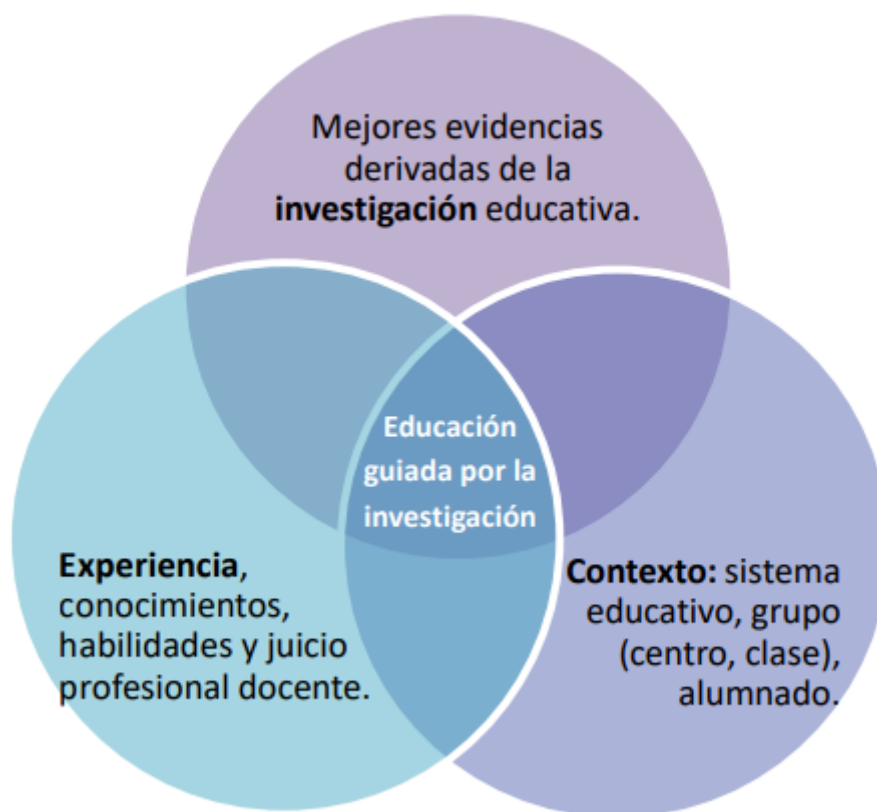 Mejores evidencias
derivadas de la
investigación educativa.
Educación
guiada por la
investigación
Experiencia,
conocimientos,
habilidades y juicio
profesional docente.
Contexto: sistema
educativo, grupo
(centro, clase),
alumnado.